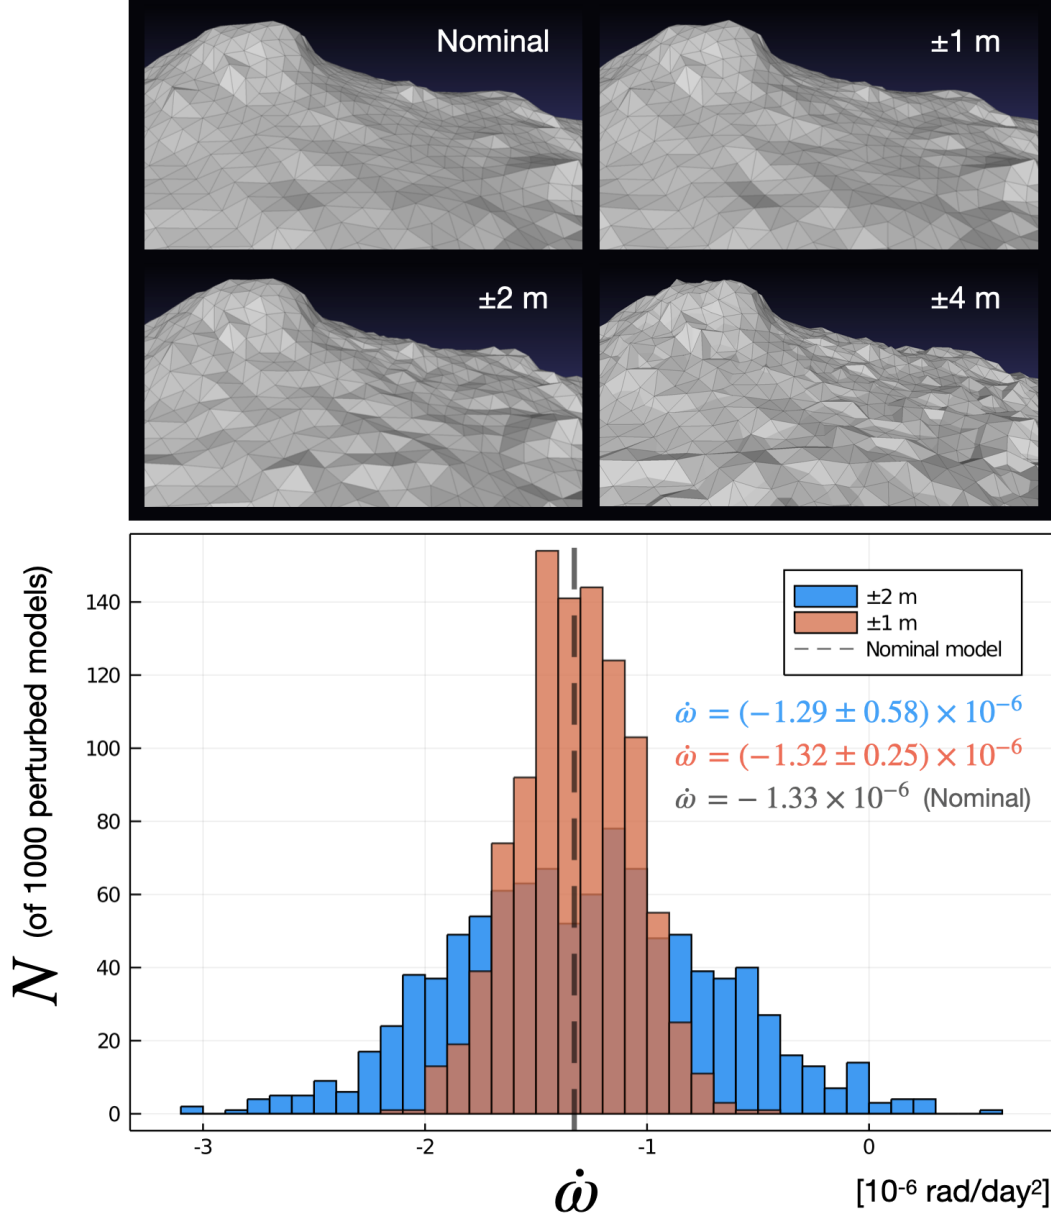 Nominal
±1 m
±2 m
±4 m
N (of 1000 perturbed models)
140
120
100
80
60
40
20
0
±2 m
±1 m
Nominal model
ω̇ = (−1.29 ± 0.58) × 10⁻⁶
ω̇ = (−1.32 ± 0.25) × 10⁻⁶
ω̇ = − 1.33 × 10⁻⁶ (Nominal)
-3 -2 -1 0
ω̇ [10⁻⁶ rad/day²]